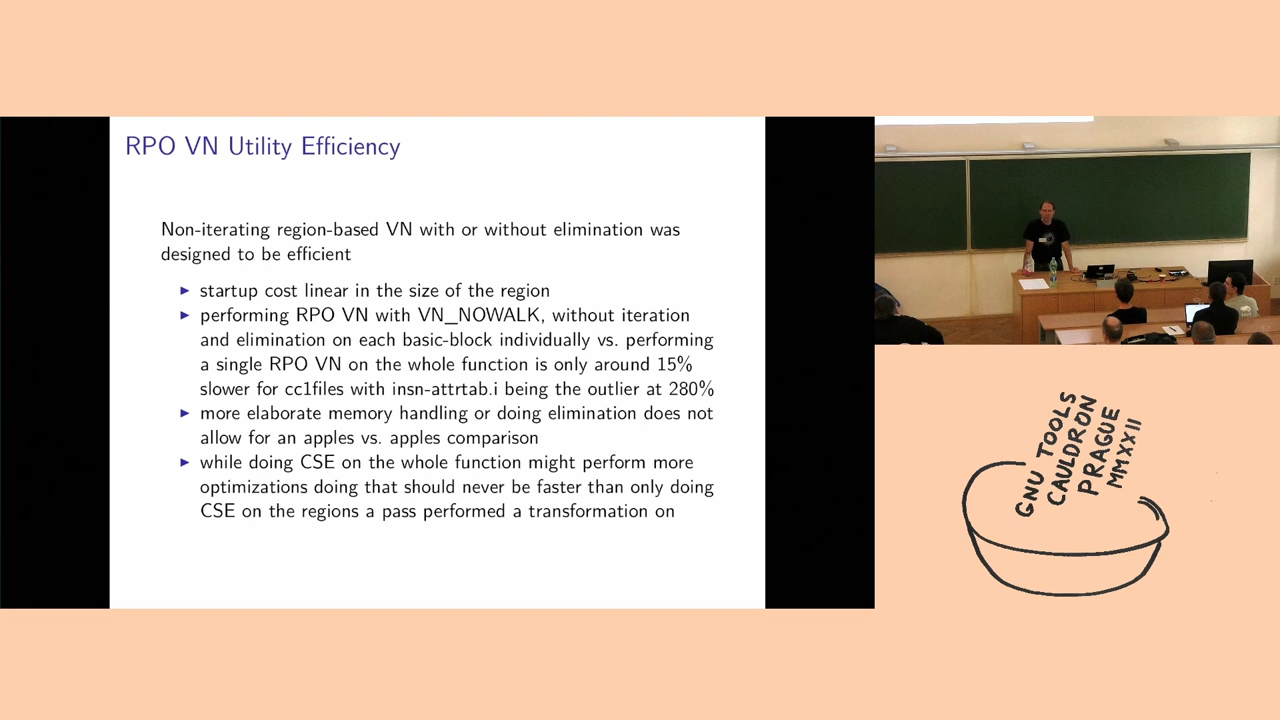 RPO VN Utility Efficiency
Non-iterating region-based VN with or without elimination was
designed to be efficient
▶ startup cost linear in the size of the region
▶ performing RPO VN with VN_NOWALK, without iteration
and elimination on each basic-block individually vs. performing
a single RPO VN on the whole function is only around 15%
slower for cc1files with insn-attrtab.i being the outlier at 280%
▶ more elaborate memory handling or doing elimination does not
allow for an apples vs. apples comparison
▶ while doing CSE on the whole function might perform more
optimizations doing that should never be faster than only doing
CSE on the regions a pass performed a transformation on
GNU TOOLS
CAULDRON
PRAGUE
MMXXII